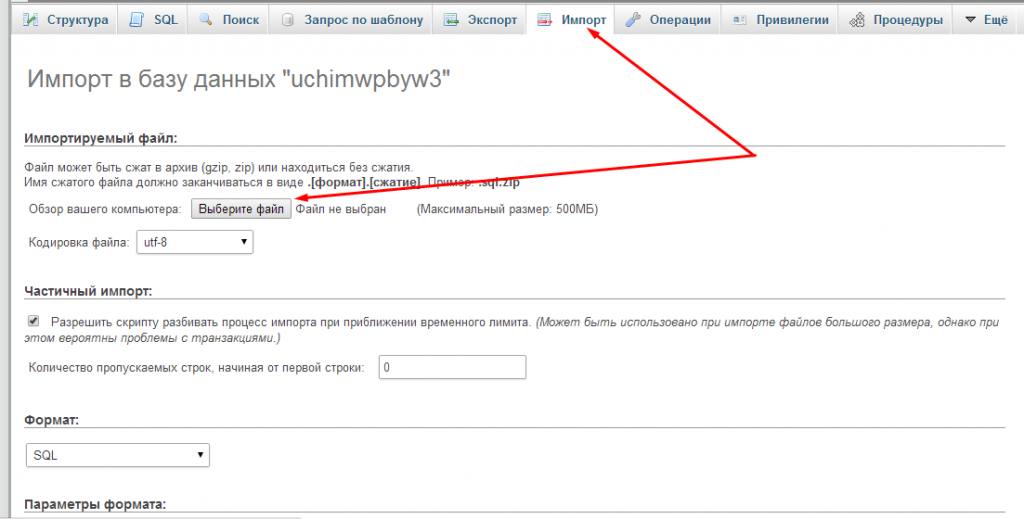 Структура SQL Поиск Запрос по шаблону Экспорт Импорт Операции Привилегии Процедуры Ещё
Импорт в базу данных "uchimwpbyw3"
Импортируемый файл:
Файл может быть сжат в архив (gzip, zip) или находиться без сжатия.
Имя сжатого файла должно заканчиваться в виде .[формат].[сжатие]. Пример: .sql.zip
Обзор вашего компьютера: Выберите файл Файл не выбран (Максимальный размер: 500МБ)
Кодировка файла: utf-8
Частичный импорт:
Разрешить скрипту разбивать процесс импорта при приближении временного лимита. (Может быть использовано при импорте файлов большого размера, однако при
этом вероятны проблемы с транзакциями.)
Количество пропускаемых строк, начиная от первой строки: 0
Формат:
SQL
Параметры формата: